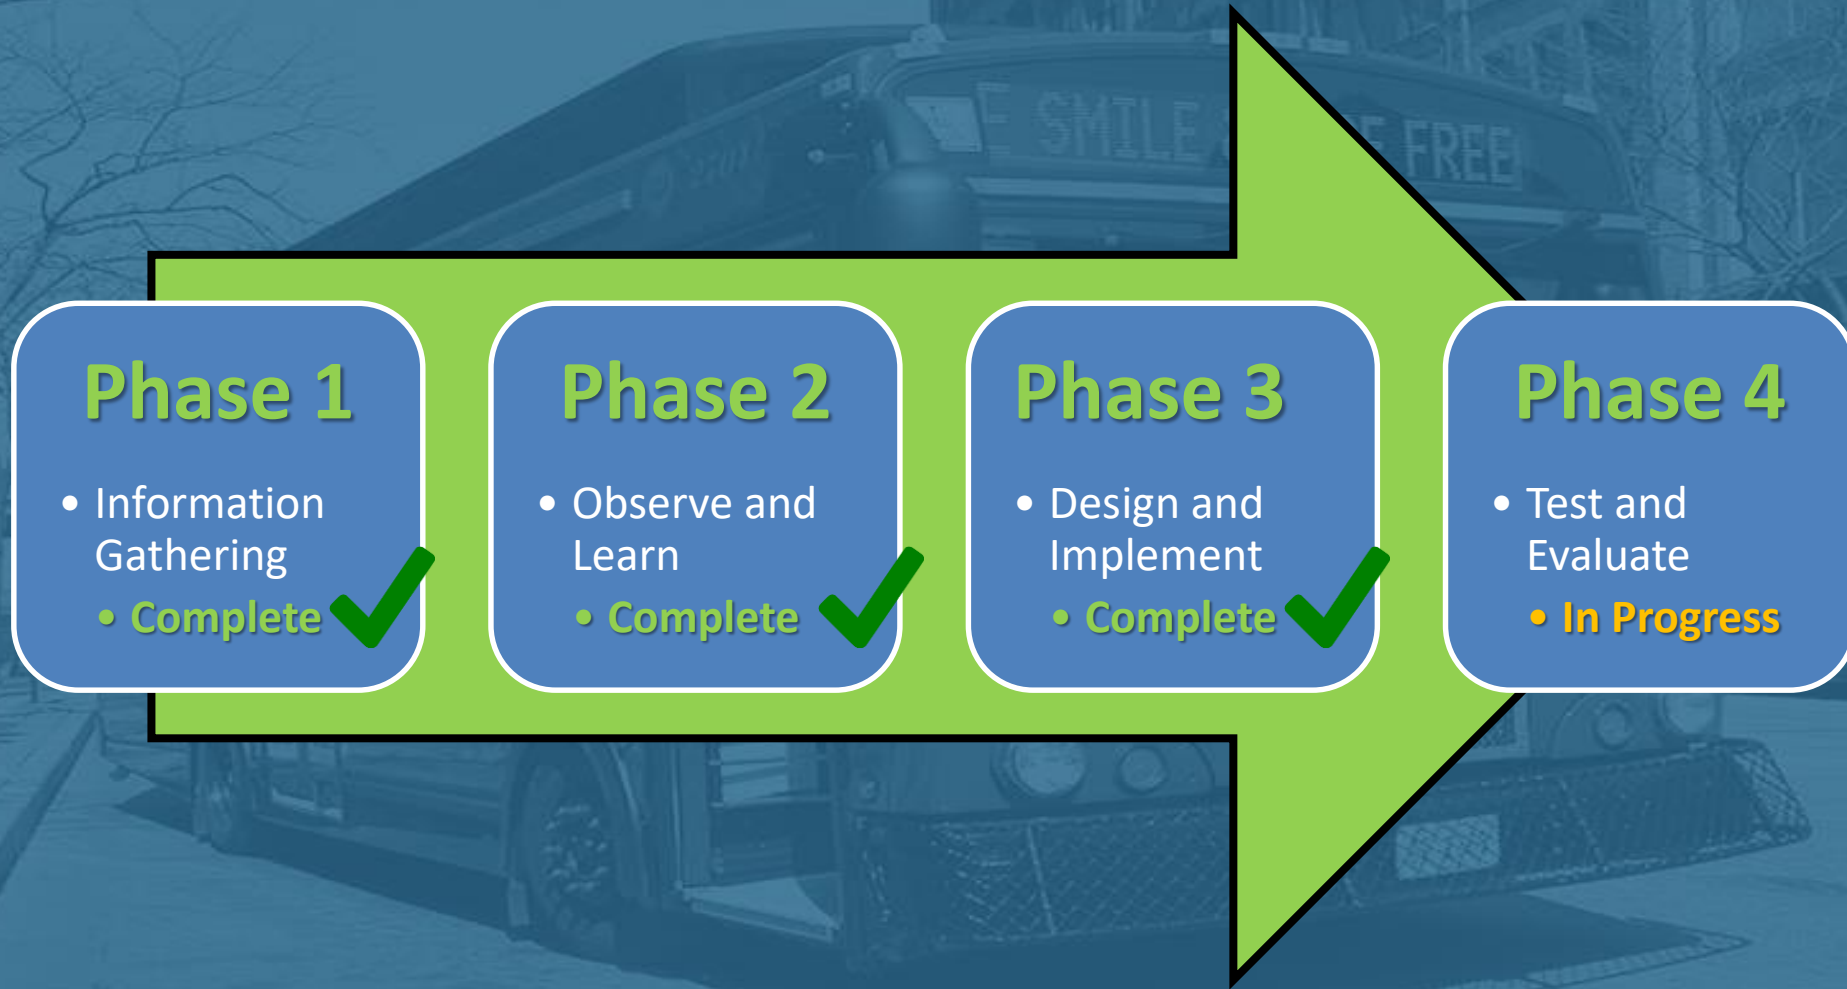 SMILE
FREE
Phase 1
• Information
Gathering
• Complete
Phase 2
• Observe and
Learn
• Complete
Phase 3
• Design and
Implement
• Complete
Phase 4
• Test and
Evaluate
• In Progress